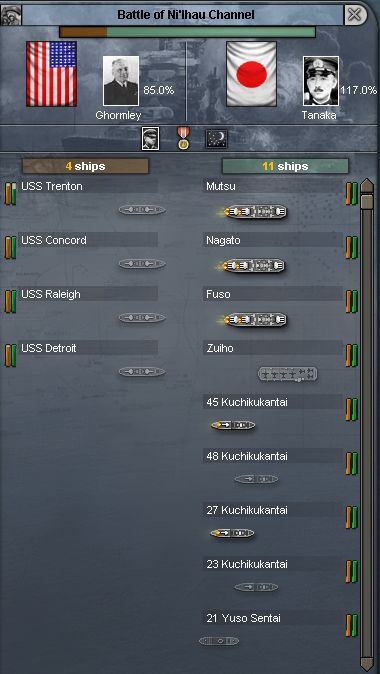 Battle of Ni'lhau Channel
85.0%
117.0%
Ghormley
Tanaka
4 ships
11 ships
USS Trenton
Mutsu
USS Concord
Nagato
USS Raleigh
Fuso
USS Detroit
Zuiho
45 Kuchikukantai
48 Kuchikukantai
27 Kuchikukantai
23 Kuchikukantai
21 Yuso Sentai